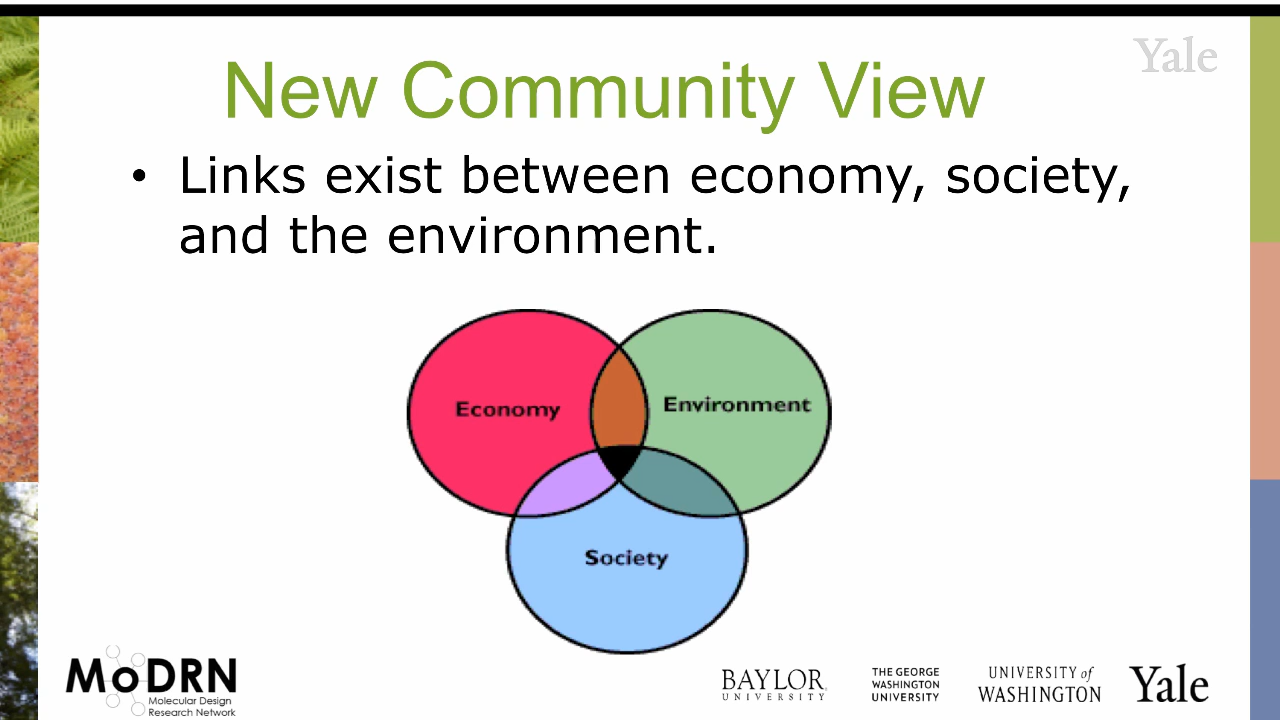 Yale
New Community View
• Links exist between economy, society,
and the environment.
Economy
Environment
Society
MoDRN
Molecular Design
Research Network
BAYLOR
UNIVERSITY
THE GEORGE
WASHINGTON
UNIVERSITY
UNIVERSITY of
WASHINGTON
Yale